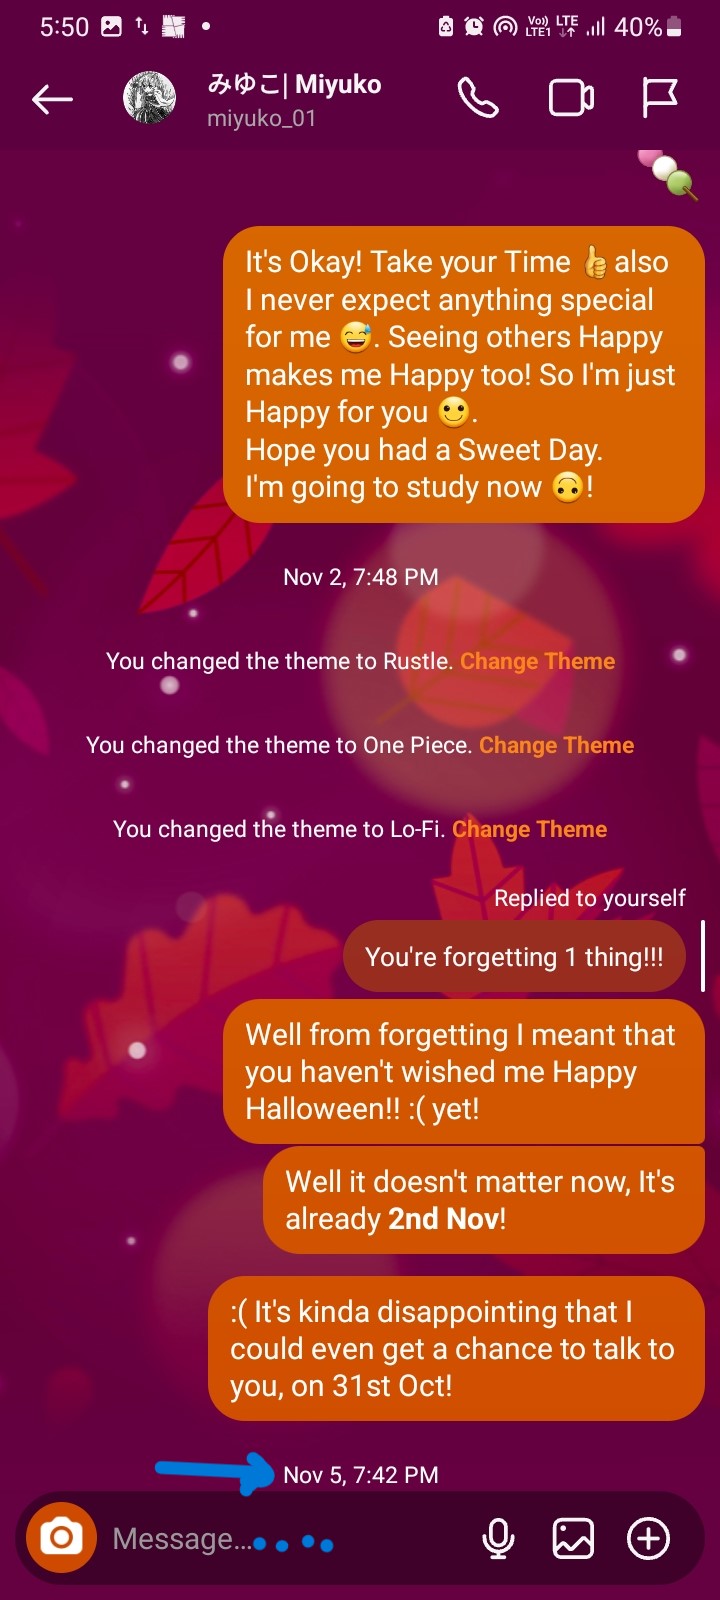 5:50
Vo)) LTE1 LTE 40%
みゆこ| Miyuko
miyuko_01
It's Okay! Take your Time 👍 also
I never expect anything special
for me 😅. Seeing others Happy
makes me Happy too! So I'm just
Happy for you 🙂.
Hope you had a Sweet Day.
I'm going to study now 🙃!
Nov 2, 7:48 PM
You changed the theme to Rustle. Change Theme
You changed the theme to One Piece. Change Theme
You changed the theme to Lo-Fi. Change Theme
Replied to yourself
You're forgetting 1 thing!!!
Well from forgetting I meant that
you haven't wished me Happy
Halloween!! :( yet!
Well it doesn't matter now, It's
already 2nd Nov!
:( It's kinda disappointing that I
could even get a chance to talk to
you, on 31st Oct!
Nov 5, 7:42 PM
Message...